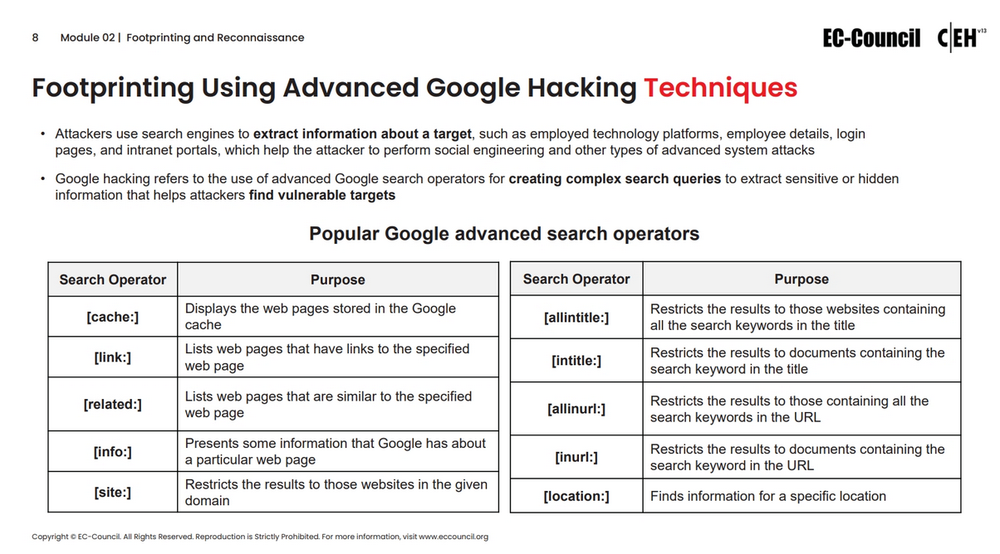 8 Module 02 | Footprinting and Reconnaissance
EC-Council C|EH v13
Footprinting Using Advanced Google Hacking Techniques
• Attackers use search engines to extract information about a target, such as employed technology platforms, employee details, login
pages, and intranet portals, which help the attacker to perform social engineering and other types of advanced system attacks
• Google hacking refers to the use of advanced Google search operators for creating complex search queries to extract sensitive or hidden
information that helps attackers find vulnerable targets
Popular Google advanced search operators
Search Operator Purpose
[cache:] Displays the web pages stored in the Google
cache
[link:] Lists web pages that have links to the specified
web page
[related:] Lists web pages that are similar to the specified
web page
[info:] Presents some information that Google has about
a particular web page
[site:] Restricts the results to those websites in the given
domain
Search Operator Purpose
[allintitle:] Restricts the results to those websites containing
all the search keywords in the title
[intitle:] Restricts the results to documents containing the
search keyword in the title
[allinurl:] Restricts the results to those containing all the
search keywords in the URL
[inurl:] Restricts the results to documents containing the
search keyword in the URL
[location:] Finds information for a specific location
Copyright © EC-Council. All Rights Reserved. Reproduction is Strictly Prohibited. For more information, visit www.eccouncil.org